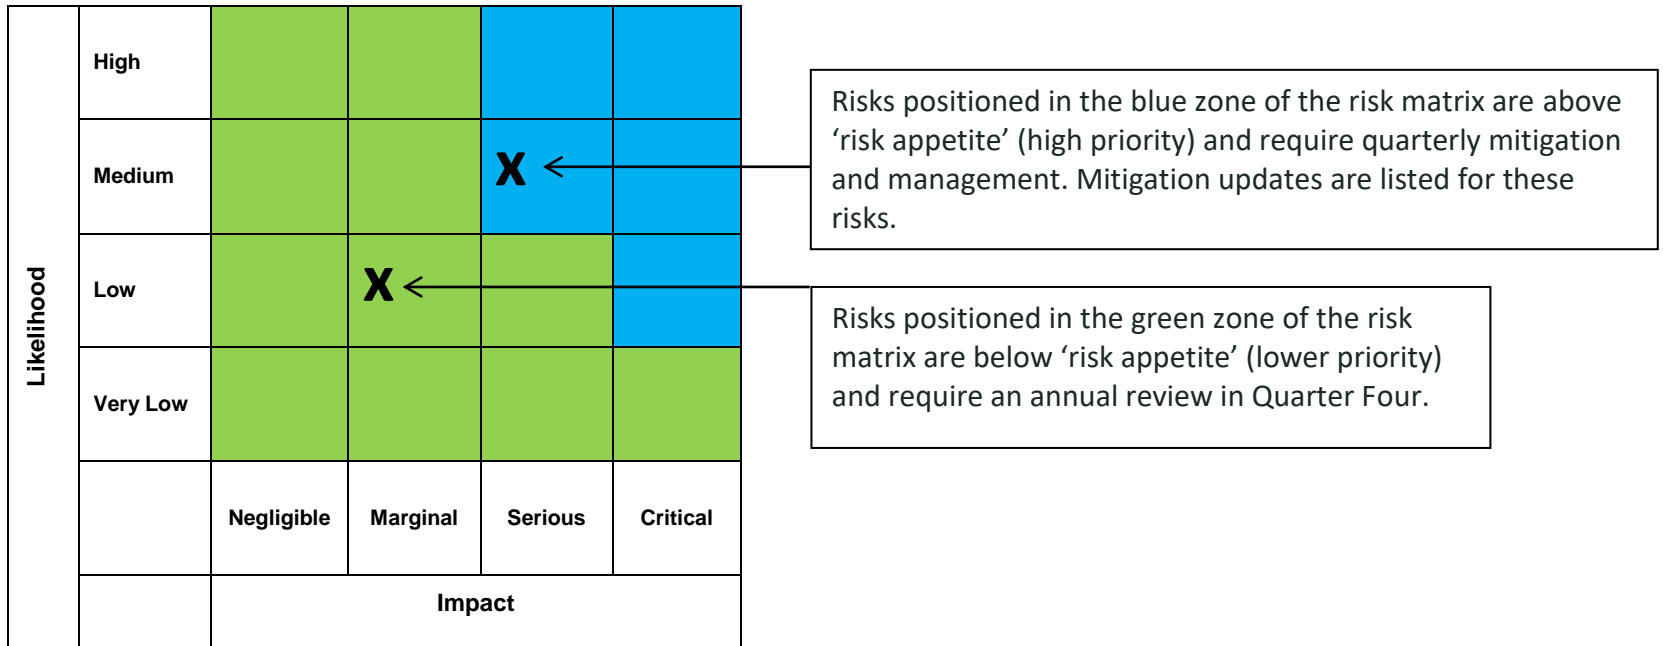 High
Medium
Low
Very Low
Likelihood
X
X
Negligible Marginal Serious Critical
Impact
Risks positioned in the blue zone of the risk matrix are above
‘risk appetite’ (high priority) and require quarterly mitigation
and management. Mitigation updates are listed for these
risks.
Risks positioned in the green zone of the risk
matrix are below ‘risk appetite’ (lower priority)
and require an annual review in Quarter Four.